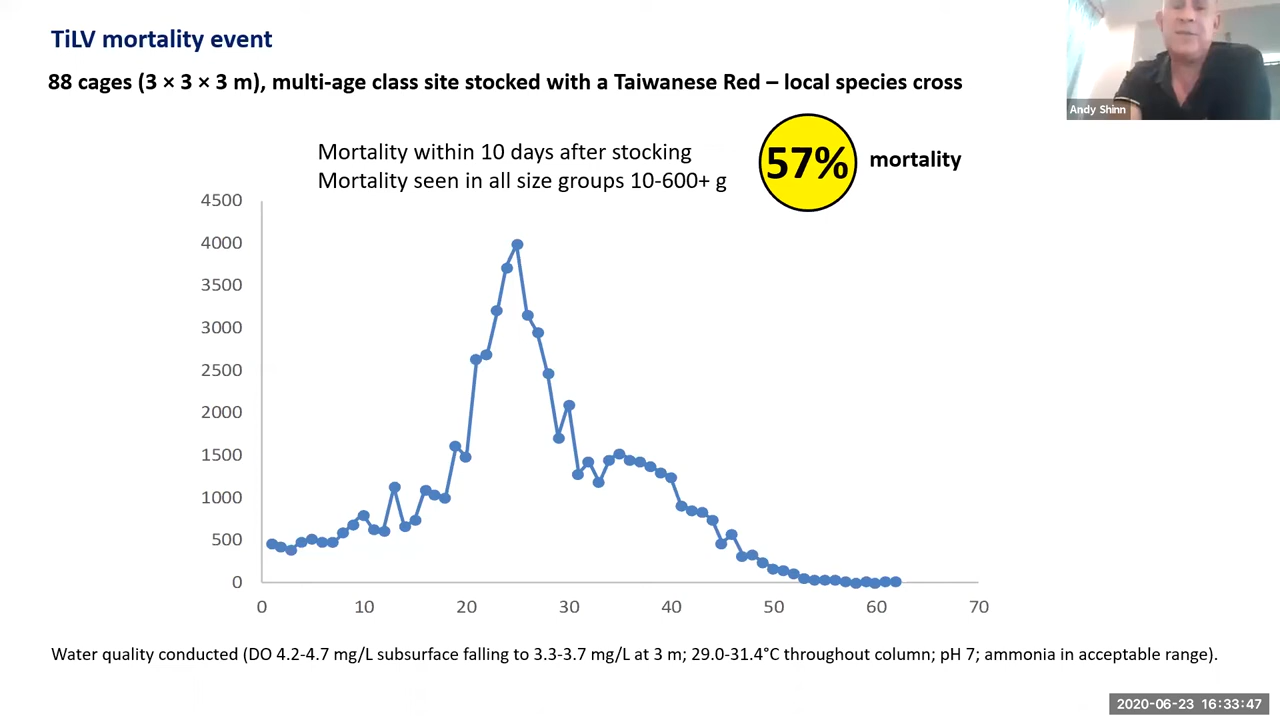 TiLV mortality event
88 cages (3 × 3 × 3 m), multi-age class site stocked with a Taiwanese Red – local species cross
Andy Shinn
Mortality within 10 days after stocking
Mortality seen in all size groups 10-600+ g
57% mortality
4500
4000
3500
3000
2500
2000
1500
1000
500
0
0 10 20 30 40 50 60 70
Water quality conducted (DO 4.2-4.7 mg/L subsurface falling to 3.3-3.7 mg/L at 3 m; 29.0-31.4°C throughout column; pH 7; ammonia in acceptable range).
2020-06-23 16:33:47